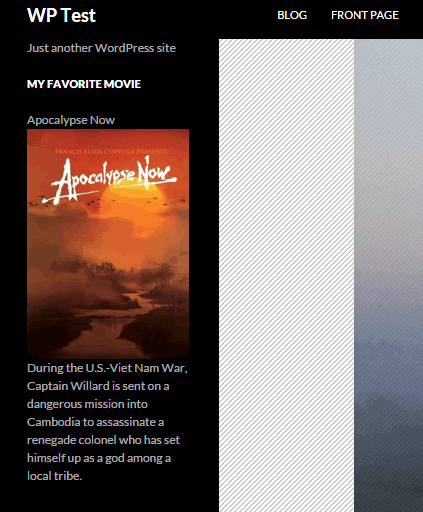 WP Test
BLOG
FRONT PAGE
Just another WordPress site
MY FAVORITE MOVIE
Apocalypse Now
FRANCIS FORD COPPOLA PRESENTS
Apocalypse Now
During the U.S.-Viet Nam War,
Captain Willard is sent on a
dangerous mission into
Cambodia to assassinate a
renegade colonel who has set
himself up as a god among a
local tribe.